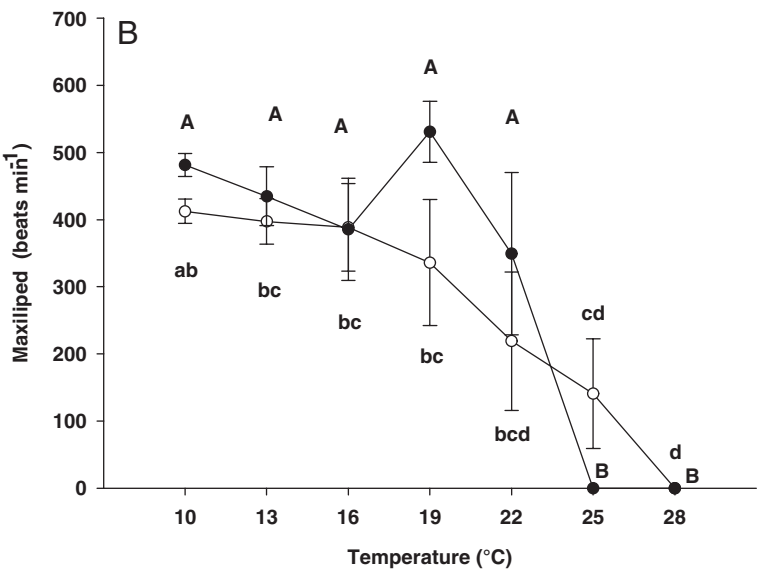 B
700
600
500
400
300
200
100
0
Maxiliped (beats min-1)
A
A
A
A
A
ab
bc
bc
bc
bcd
cd
d
B
B
10 13 16 19 22 25 28
Temperature (°C)